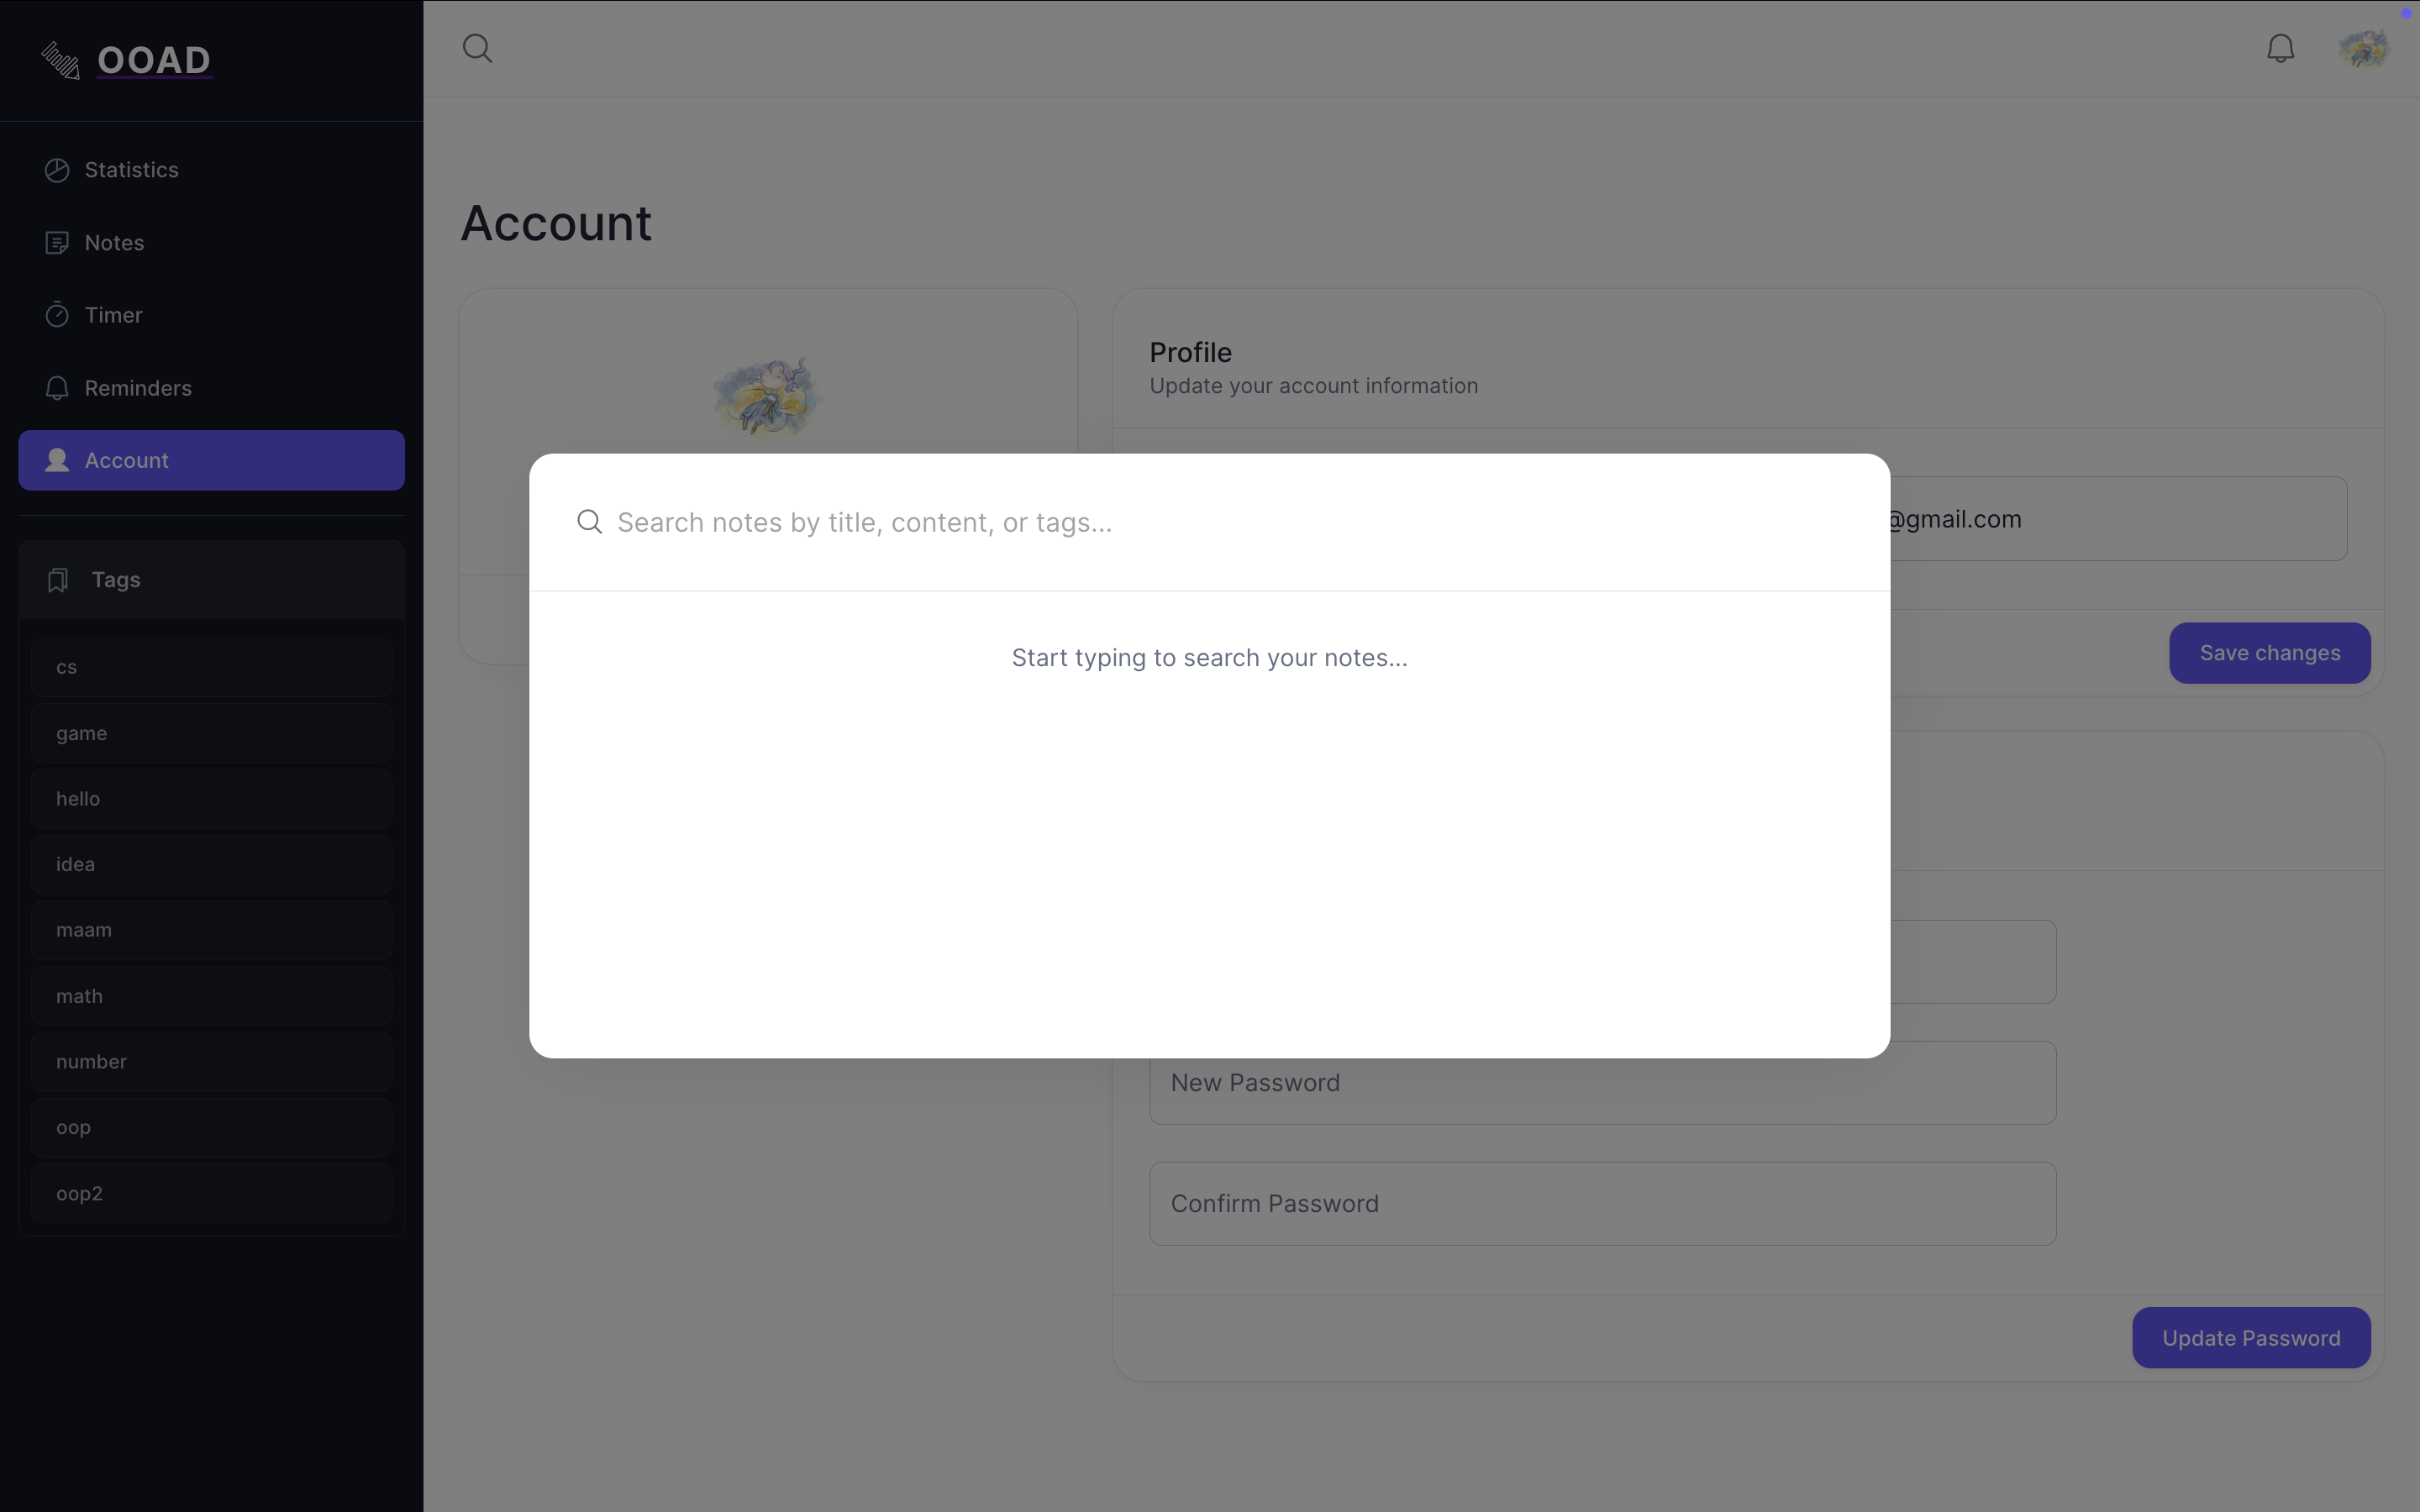 OOAD
Statistics
Notes
Timer
Reminders
Account
Tags
cs
game
hello
idea
maam
math
number
oop
oop2
Account
Profile
Update your account information
@gmail.com
Save changes
Search notes by title, content, or tags...
Start typing to search your notes...
New Password
Confirm Password
Update Password